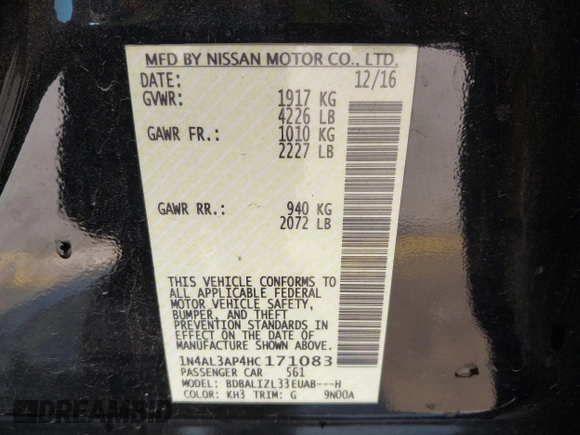 MFD BY NISSAN MOTOR CO., LTD.
DATE: 12/16
GVWR: 1917 KG
4226 LB
GAWR FR.: 1010 KG
2227 LB
GAWR RR.: 940 KG
2072 LB
THIS VEHICLE CONFORMS TO
ALL APPLICABLE FEDERAL
MOTOR VEHICLE SAFETY,
BUMPER, AND THEFT
PREVENTION STANDARDS IN
EFFECT ON THE DATE OF
MANUFACTURE SHOWN ABOVE.
1N4AL3AP4HC171083
PASSENGER CAR 561
MODEL: BDBALIZL33EUAB---H
COLOR: KH3 TRIM: G 9N00A
DREAMBID